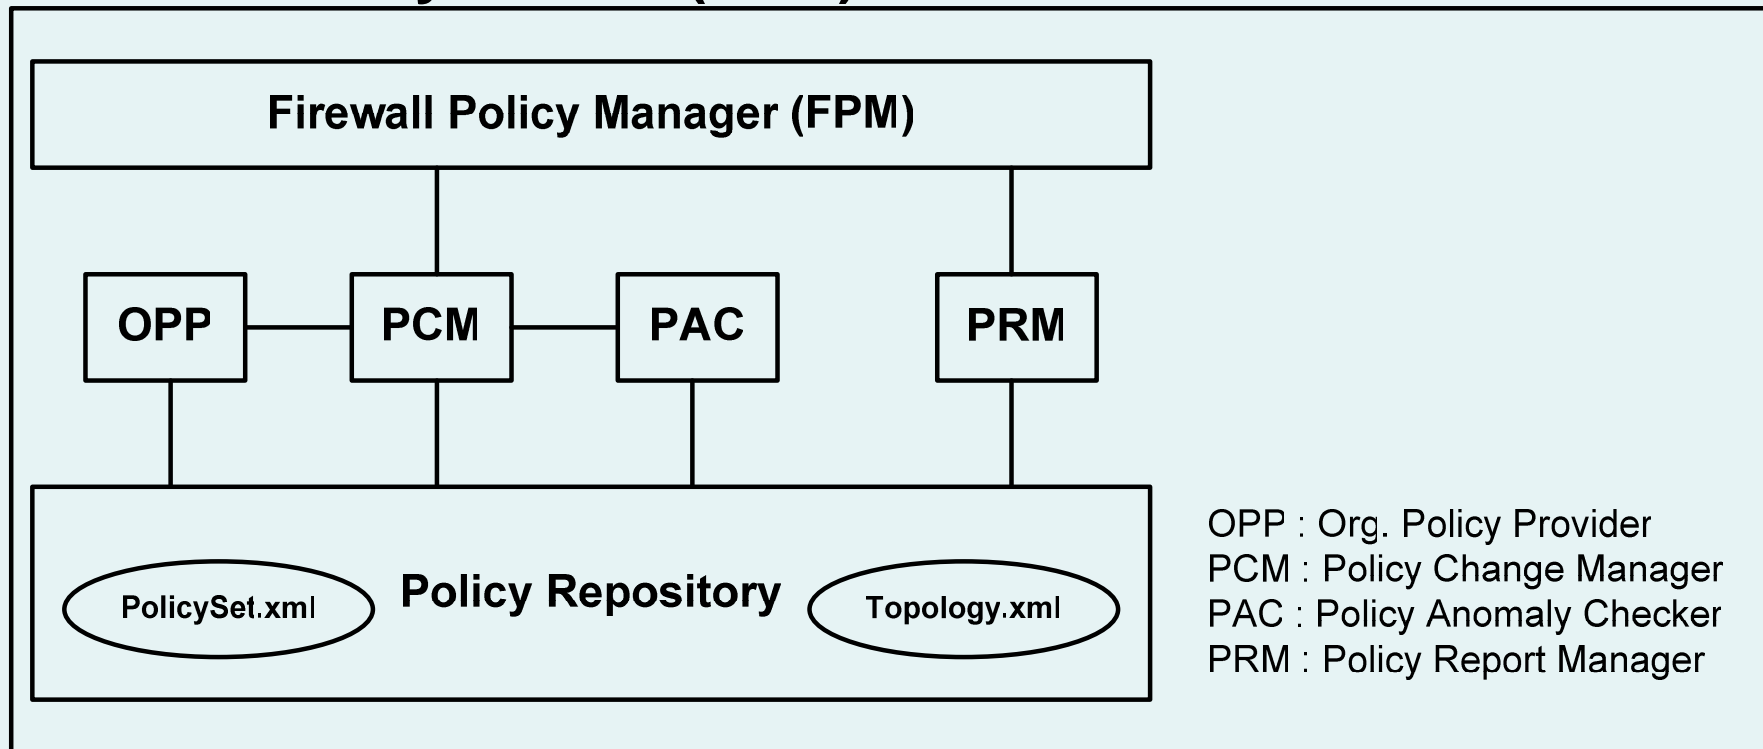 Firewall Policy Manager (FPM)
OPP
PCM
PAC
PRM
Policy Repository
PolicySet.xml
Topology.xml
OPP : Org. Policy Provider
PCM : Policy Change Manager
PAC : Policy Anomaly Checker
PRM : Policy Report Manager